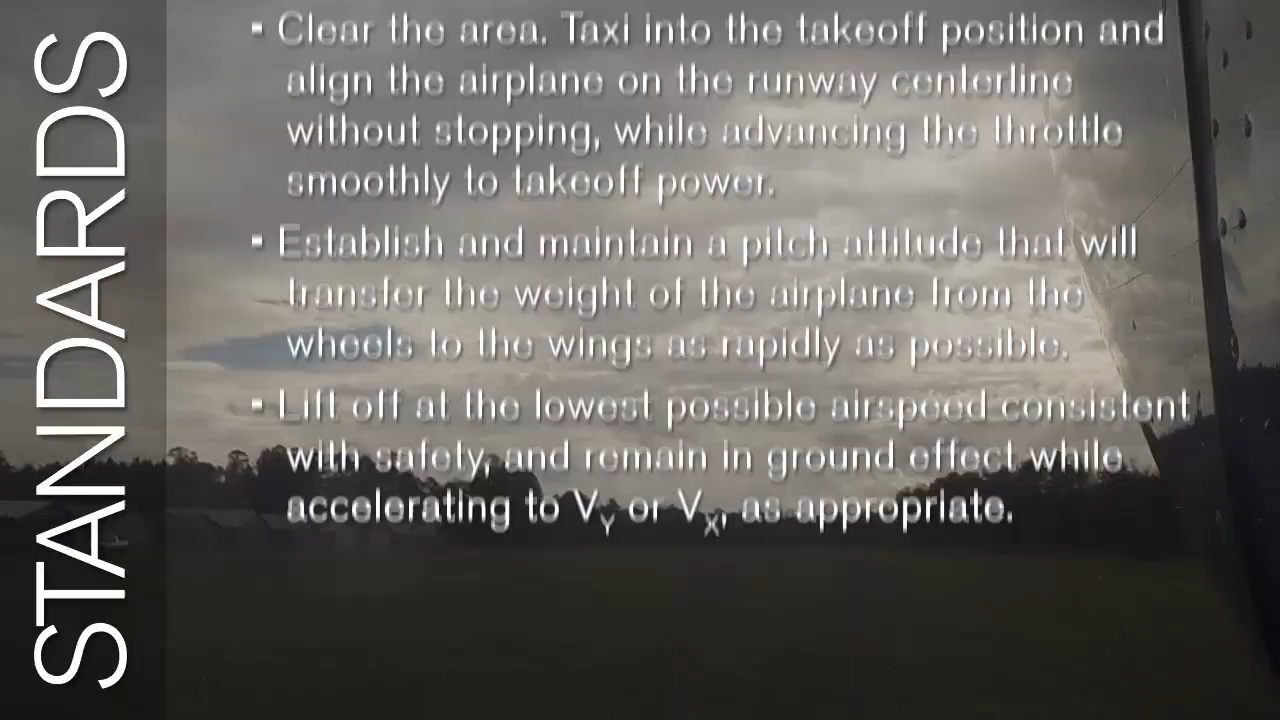 STANDARDS
▪ Clear the area. Taxi into the takeoff position and
align the airplane on the runway centerline
without stopping, while advancing the throttle
smoothly to takeoff power.
▪ Establish and maintain a pitch attitude that will
transfer the weight of the airplane from the
wheels to the wings as rapidly as possible.
▪ Lift off at the lowest possible airspeed consistent
with safety, and remain in ground effect while
accelerating to VY or VX, as appropriate.